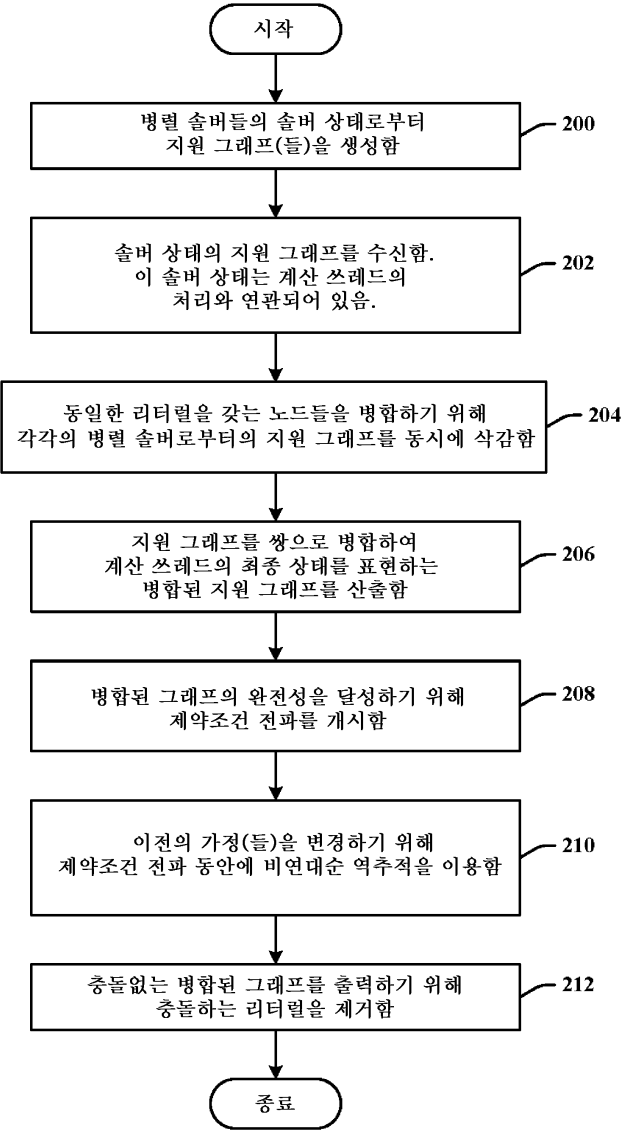 시작
병렬 솔버들의 솔버 상태로부터
지원 그래프(들)을 생성함
200
솔버 상태의 지원 그래프를 수신함.
이 솔버 상태는 계산 쓰레드의
처리와 연관되어 있음.
202
동일한 리터럴을 갖는 노드들을 병합하기 위해
각각의 병렬 솔버로부터의 지원 그래프를 동시에 삭감함
204
지원 그래프를 쌍으로 병합하여
계산 쓰레드의 최종 상태를 표현하는
병합된 지원 그래프를 산출함
206
병합된 그래프의 완전성을 달성하기 위해
제약조건 전파를 개시함
208
이전의 가정(들)을 변경하기 위해
제약조건 전파 동안에 비연대순 역추적을 이용함
210
충돌없는 병합된 그래프를 출력하기 위해
충돌하는 리터럴을 제거함
212
종료